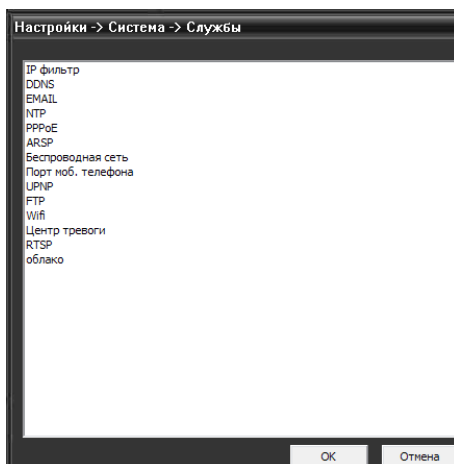 Настройки -> Система -> Службы
IP фильтр
DDNS
EMAIL
NTP
PPPoE
ARSP
Беспроводная сеть
Порт моб. телефона
UPNP
FTP
Wifi
Центр тревоги
RTSP
облако
OK
Отмена